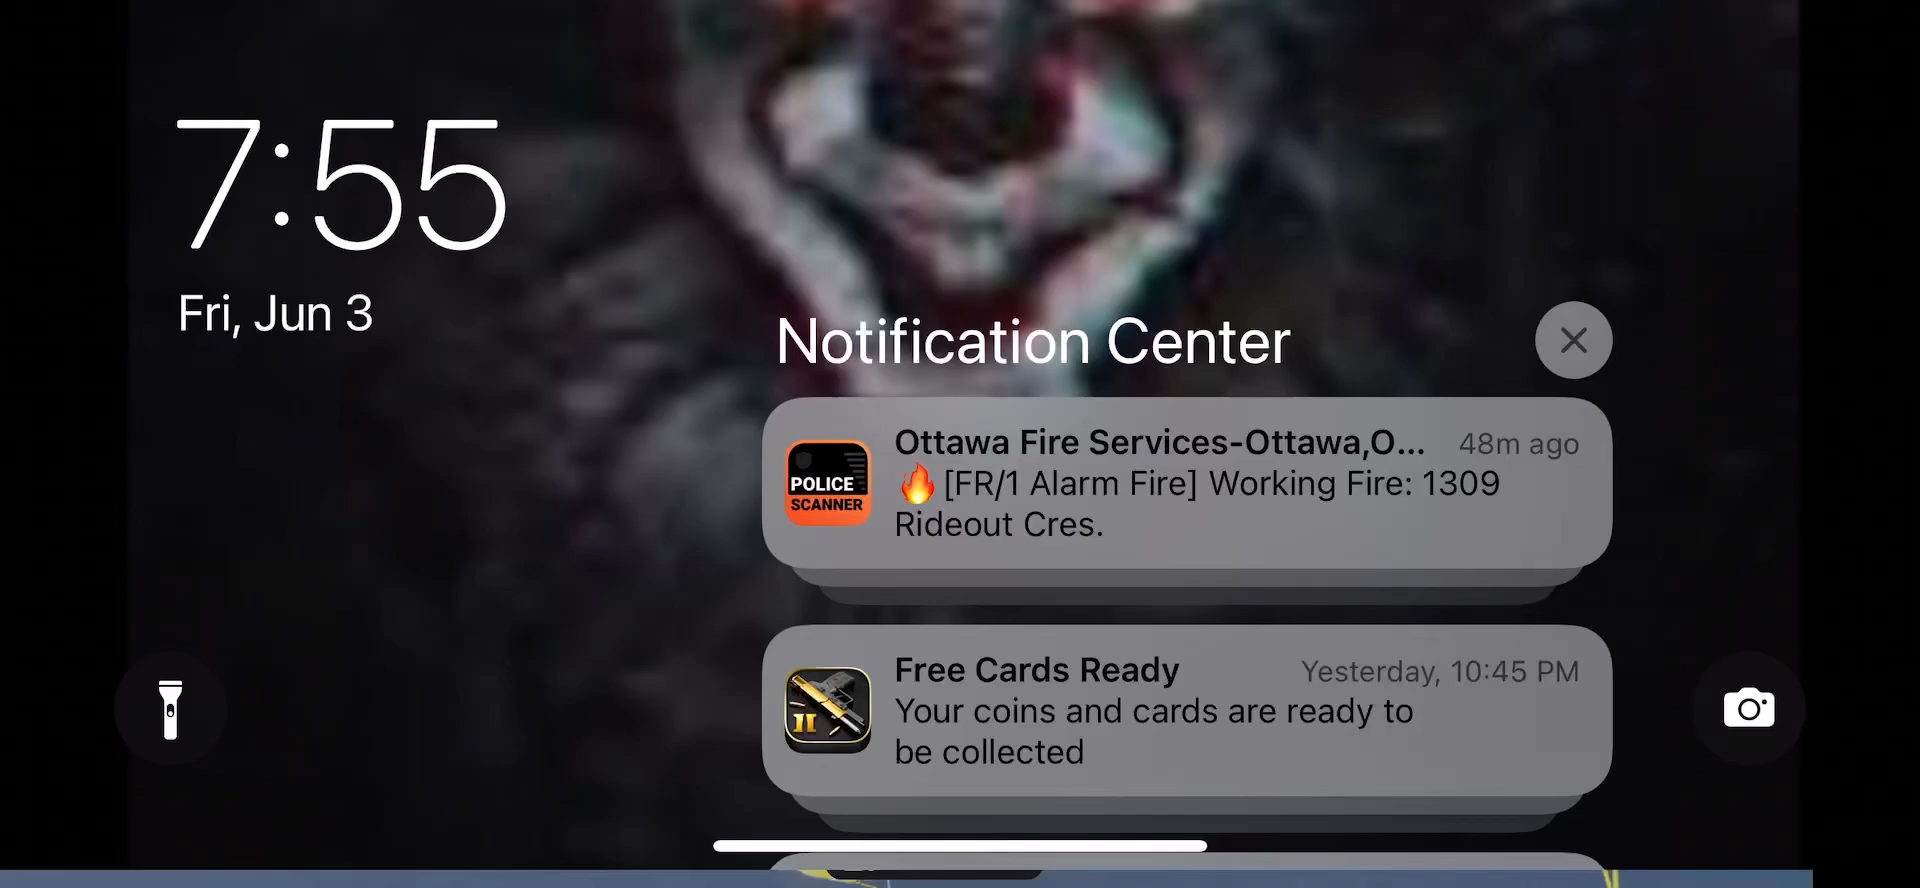 7:55
Fri, Jun 3
Notification Center
Ottawa Fire Services-Ottawa,O... 48m ago
🔥 [FR/1 Alarm Fire] Working Fire: 1309
Rideout Cres.
POLICE
SCANNER
Free Cards Ready Yesterday, 10:45 PM
Your coins and cards are ready to
be collected
II